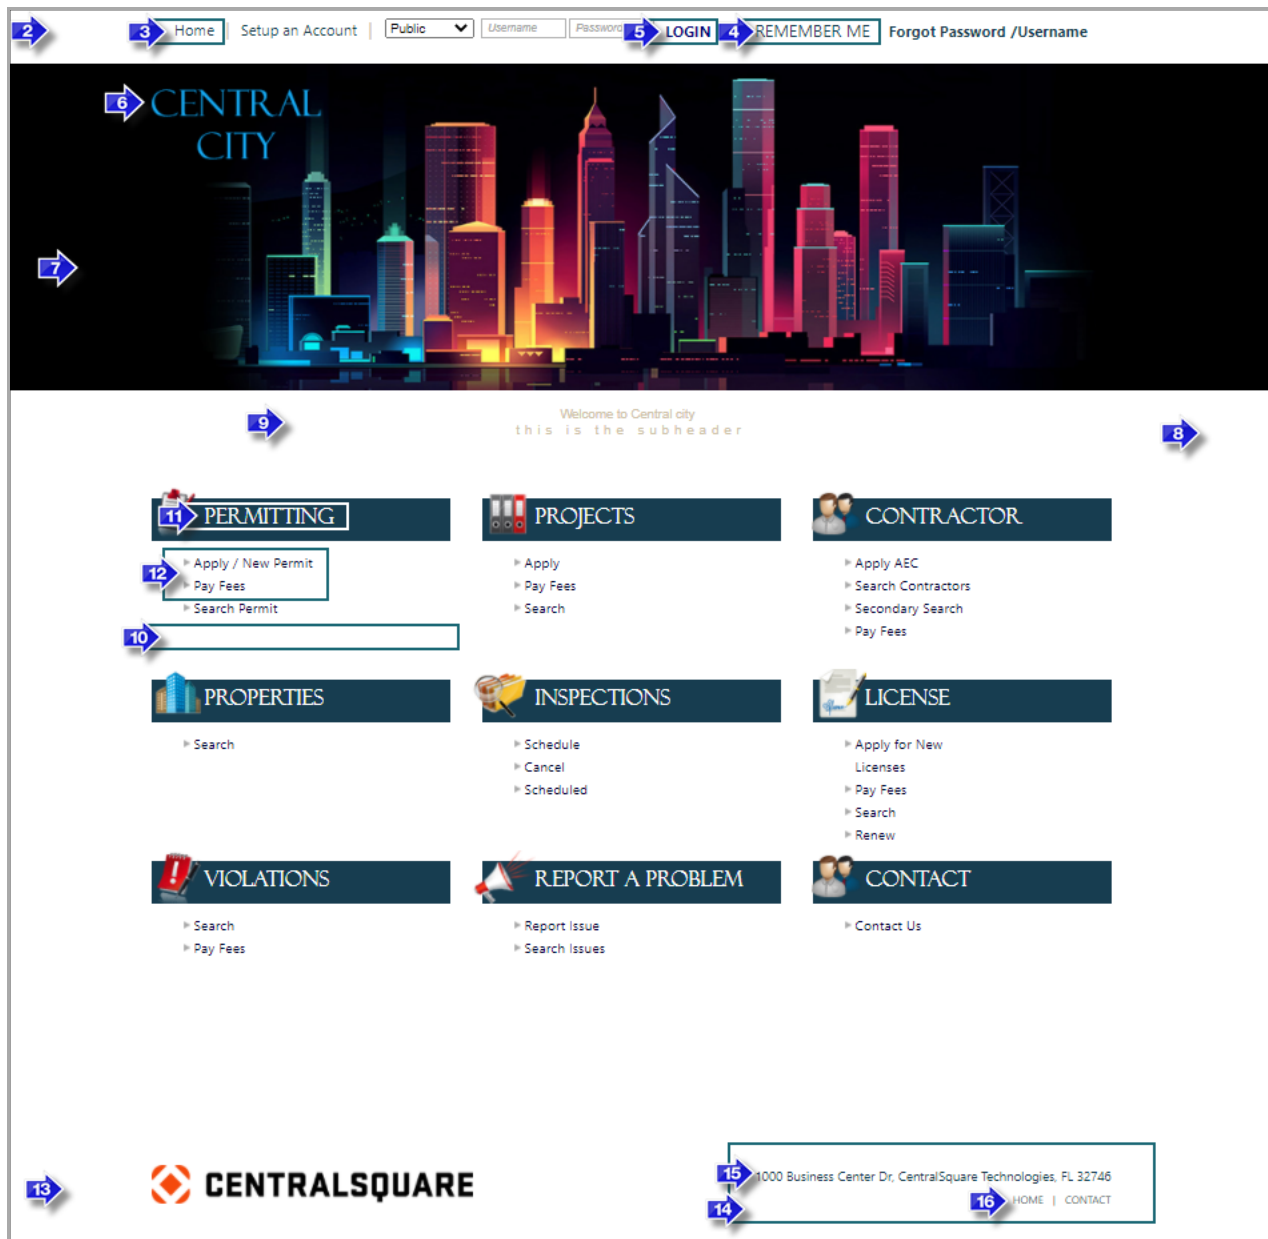 2 3 Home | Setup an Account | Public Username Password 5 LOGIN 4 REMEMBER ME Forgot Password /Username
6 CENTRAL
CITY
7
9 Welcome to Central city 8
this is the subheader
11 PERMITTING
12 Apply / New Permit
Pay Fees
Search Permit
10
PROJECTS
Apply
Pay Fees
Search
CONTRACTOR
Apply AEC
Search Contractors
Secondary Search
Pay Fees
PROPERTIES
Search
INSPECTIONS
Schedule
Cancel
Scheduled
LICENSE
Apply for New
Licenses
Pay Fees
Search
Renew
VIOLATIONS
Search
Pay Fees
REPORT A PROBLEM
Report Issue
Search Issues
CONTACT
Contact Us
13 CENTRALSQUARE
15 1000 Business Center Dr, CentralSquare Technologies, FL 32746
14 16 HOME | CONTACT